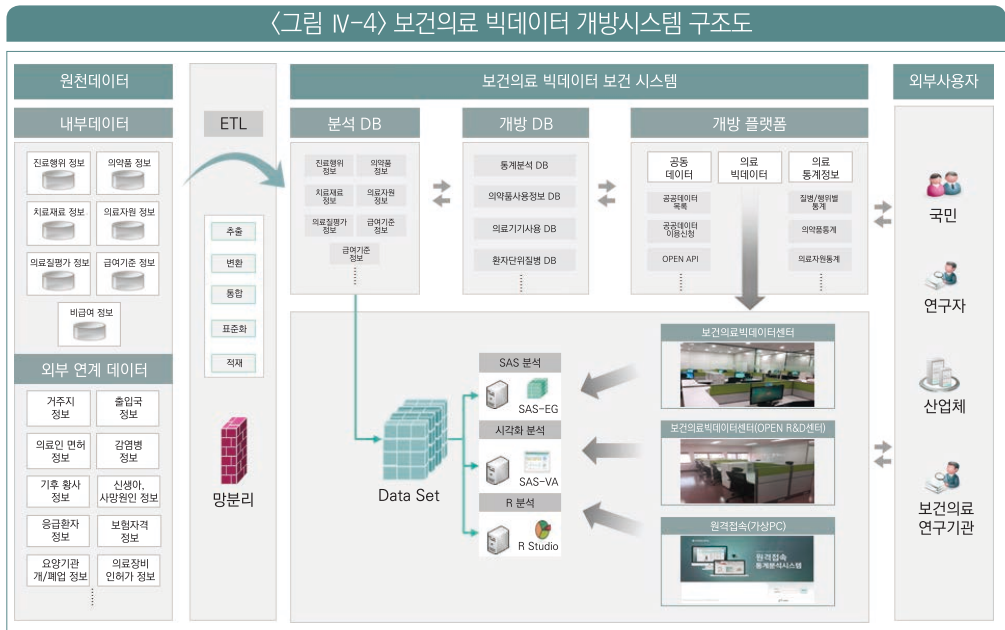 〈그림 Ⅳ-4〉 보건의료 빅데이터 개방시스템 구조도
원천데이터
내부데이터
진료행위 정보
의약품 정보
치료재료 정보
의료자원 정보
의료질평가 정보
급여기준 정보
비급여 정보
외부 연계 데이터
거주지
정보
출입국
정보
의료인 면허
정보
감염병
정보
기후 황사
정보
신생아,
사망원인 정보
응급환자
정보
보험자격
정보
요양기관
개/폐업 정보
의료장비
인허가 정보
ETL
추출
변환
통합
표준화
적재
망분리
보건의료 빅데이터 보건 시스템
분석 DB
진료행위
정보
의약품
정보
치료재료
정보
의료자원
정보
의료질평가
정보
급여기준
정보
급여기준
정보
개방 DB
통계분석 DB
의약품사용정보 DB
의료기기사용 DB
환자단위질병 DB
개방 플랫폼
공동
데이터
공공데이터
목록
공공데이터
이용신청
OPEN API
의료
빅데이터
의료
통계정보
질병/행위별
통계
의약품통계
의료자원통계
Data Set
SAS 분석
SAS-EG
시각화 분석
SAS-VA
R 분석
R Studio
보건의료빅데이터센터
보건의료빅데이터센터(OPEN R&D센터)
원격접속(가상PC)
원격접속
통계분석시스템
외부사용자
국민
연구자
산업체
보건의료
연구기관